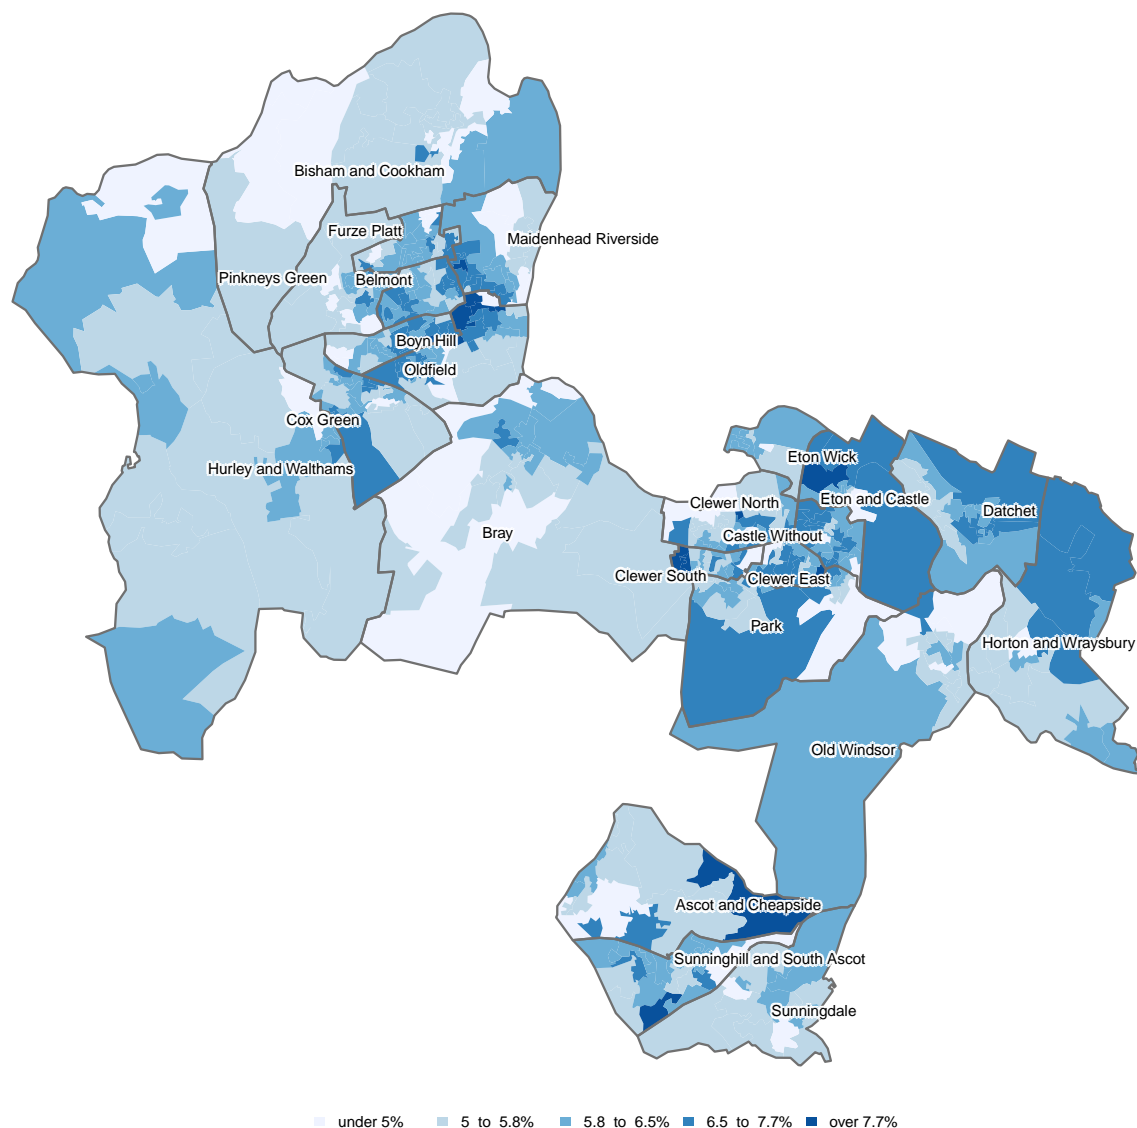 Bisham and Cookham
Furze Platt
Maidenhead Riverside
Pinkneys Green
Belmont
Boyn Hill
Oldfield
Cox Green
Hurley and Walthams
Eton Wick
Clewer North
Eton and Castle
Datchet
Bray
Castle Without
Clewer South
Clewer East
Park
Horton and Wraysbury
Old Windsor
Ascot and Cheapside
Sunninghill and South Ascot
Sunningdale
under 5% 5 to 5.8% 5.8 to 6.5% 6.5 to 7.7% over 7.7%